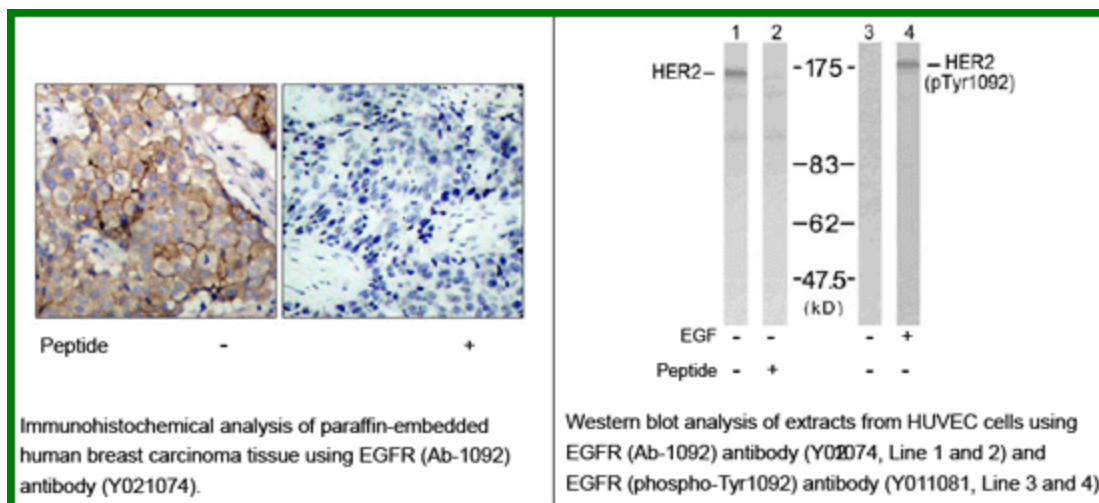 Peptide - +
Immunohistochemical analysis of paraffin-embedded
human breast carcinoma tissue using EGFR (Ab-1092)
antibody (Y021074).
1 2 3 4
HER2– –175– –HER2
(pTyr1092)
–83–
–62–
–47.5–
(kD)
EGF - - - +
Peptide - + - -
Western blot analysis of extracts from HUVEC cells using
EGFR (Ab-1092) antibody (, Line 1 and 2) and
EGFR (phospho-Tyr1092) antibody (Y011081, Line 3 and 4)